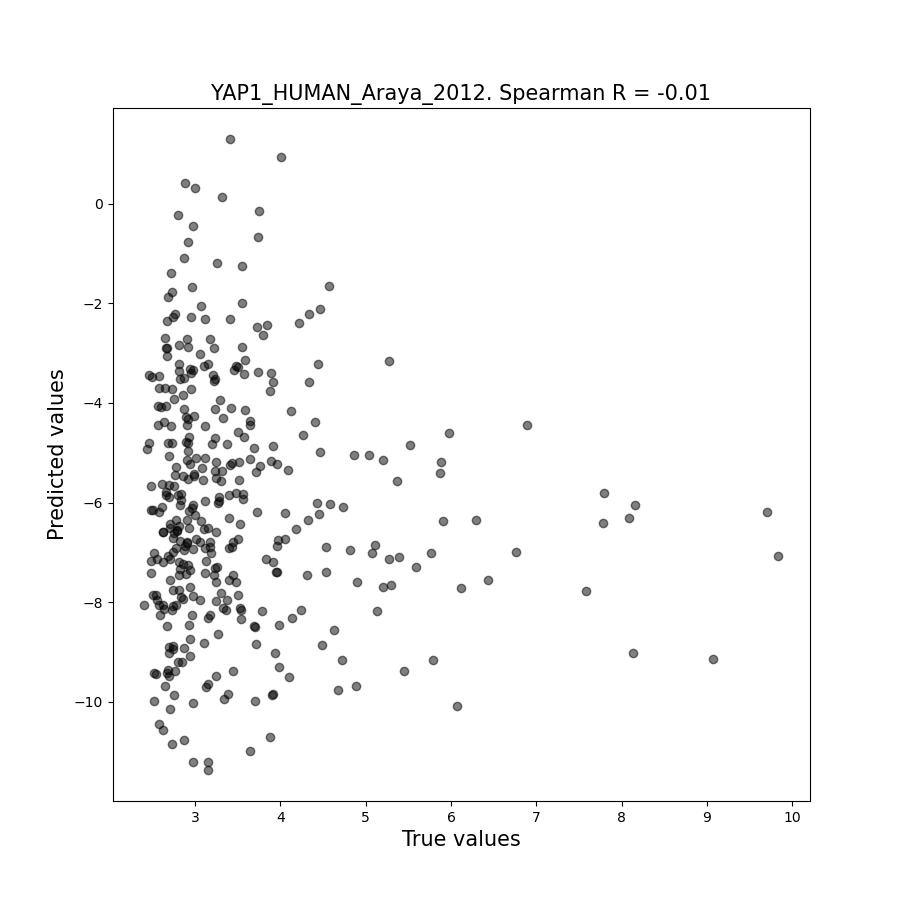 YAP1_HUMAN_Araya_2012. Spearman R = -0.01
0
−2
−4
−6
−8
−10
Predicted values
3 4 5 6 7 8 9 10
True values